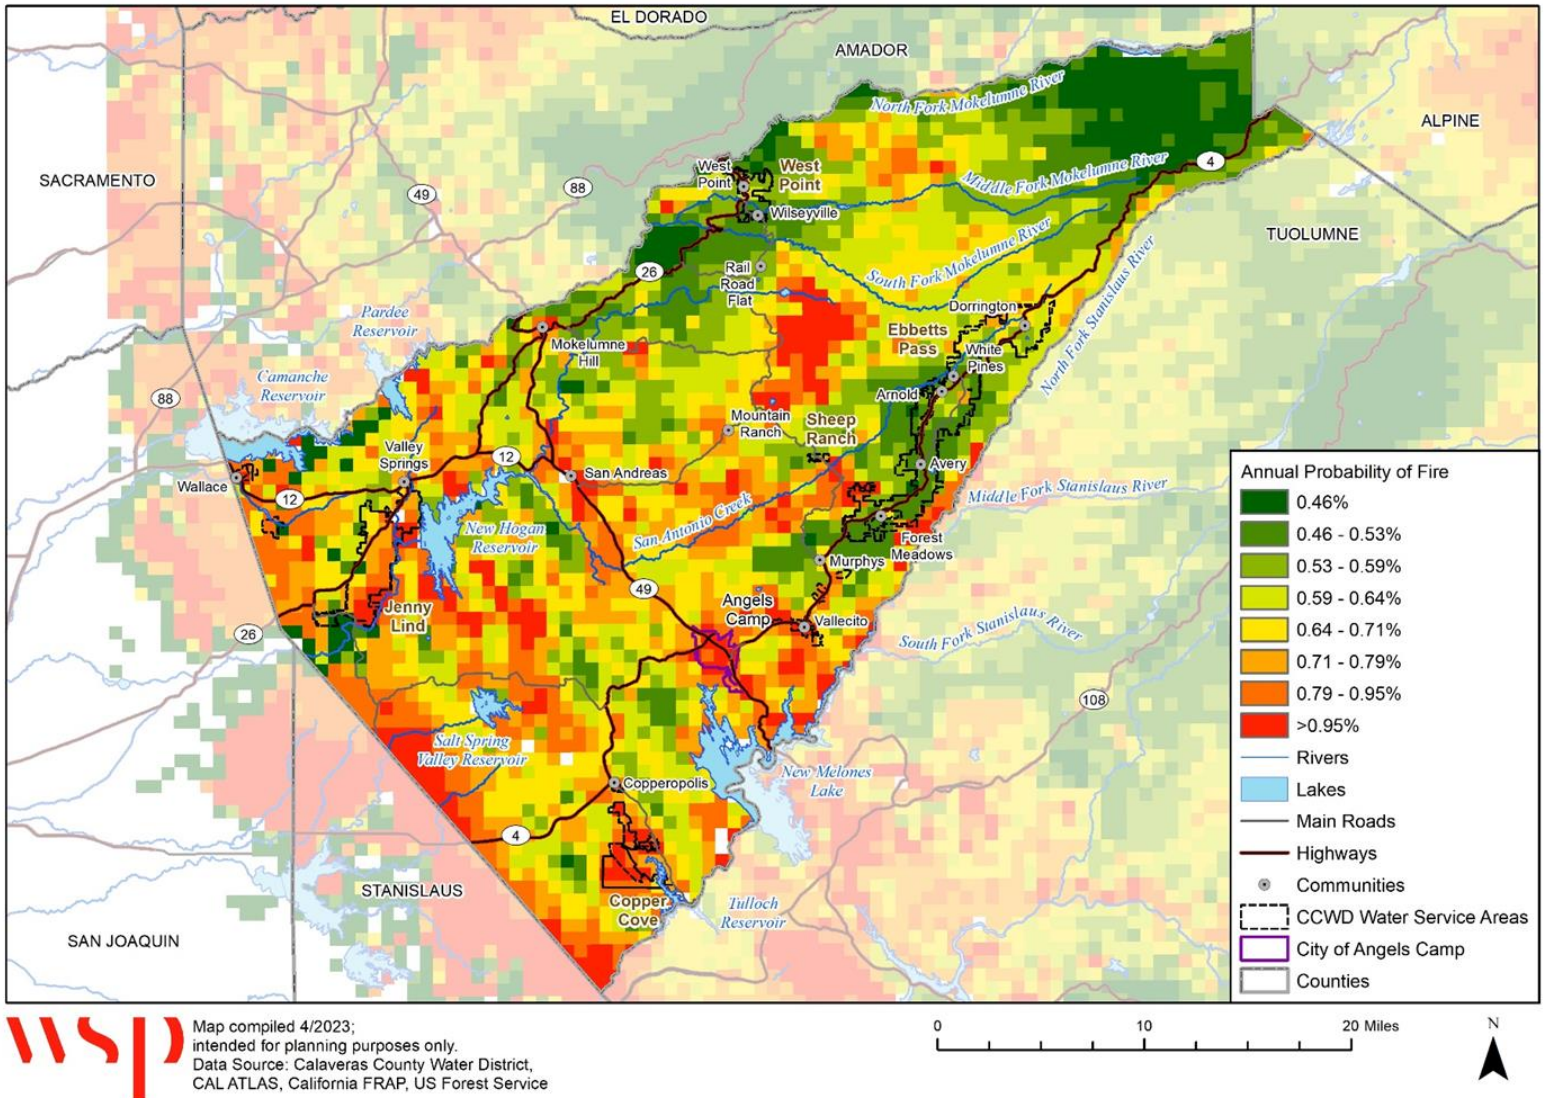 EL DORADO
AMADOR
ALPINE
SACRAMENTO
TUOLUMNE
STANISLAUS
SAN JOAQUIN
North Fork Mokelumne River
Middle Fork Mokelumne River
South Fork Mokelumne River
North Fork Stanislaus River
Middle Fork Stanislaus River
South Fork Stanislaus River
San Antonio Creek
4
49
88
26
88
12
12
49
26
108
4
West
Point
West
Point
Wilseyville
Rail
Road
Flat
Pardee
Reservoir
Mokelumne
Hill
Dorrington
Ebbetts
Pass
White
Pines
Camanche
Reservoir
Arnold
Mountain
Ranch
Sheep
Ranch
Valley
Springs
San Andreas
Avery
Wallace
New Hogan
Reservoir
Forest
Meadows
Murphys
Jenny
Lind
Angels
Camp
Vallecito
Salt Spring
Valley Reservoir
Copperopolis
New Melones
Lake
Copper
Cove
Tulloch
Reservoir
Annual Probability of Fire
0.46%
0.46 - 0.53%
0.53 - 0.59%
0.59 - 0.64%
0.64 - 0.71%
0.71 - 0.79%
0.79 - 0.95%
>0.95%
Rivers
Lakes
Main Roads
Highways
Communities
CCWD Water Service Areas
City of Angels Camp
Counties
wsp
Map compiled 4/2023;
intended for planning purposes only.
Data Source: Calaveras County Water District,
CAL ATLAS, California FRAP, US Forest Service
0 10 20 Miles
N